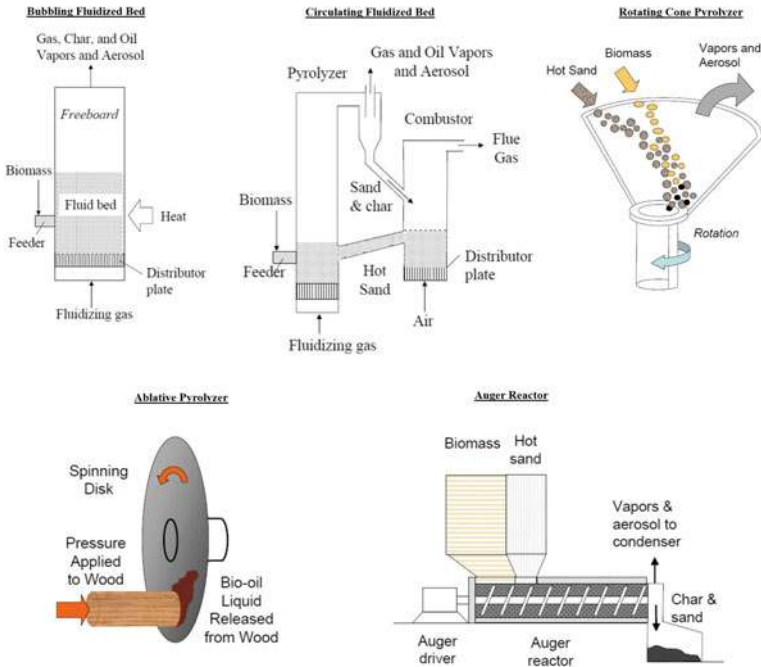 Bubbling Fluidized Bed
Gas, Char, and Oil
Vapors and Aerosol
Freeboard
Biomass
Fluid bed
Heat
Feeder
Distributor
plate
Fluidizing gas
Circulating Fluidized Bed
Gas and Oil Vapors
and Aerosol
Pyrolyzer
Combustor
Flue
Gas
Sand
& char
Biomass
Feeder
Hot
Sand
Distributor
plate
Air
Fluidizing gas
Rotating Cone Pyrolyzer
Vapors and
Aerosol
Biomass
Hot Sand
Rotation
Ablative Pyrolyzer
Spinning
Disk
Pressure
Applied
to Wood
Bio-oil
Liquid
Released
from Wood
Auger Reactor
Biomass
Hot
sand
Vapors &
aerosol to
condenser
Char &
sand
Auger
driver
Auger
reactor